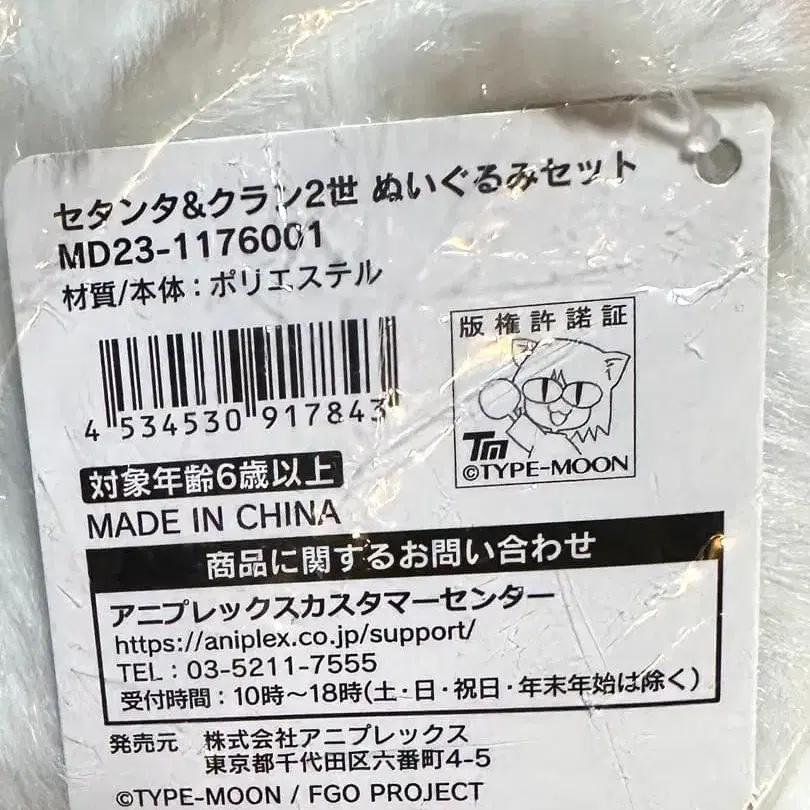 セタンタ&クラン2世 ぬいぐるみセット
MD23-1176001
材質/本体：ポリエステル
版権許諾証
4 534530 917843
TM
©TYPE-MOON
対象年齢6歳以上
MADE IN CHINA
商品に関するお問い合わせ
アニプレックスカスタマーセンター
https://aniplex.co.jp/support/
TEL：03-5211-7555
受付時間：10時～18時(土・日・祝日・年末年始は除く)
発売元 株式会社アニプレックス
東京都千代田区六番町4-5
©TYPE-MOON / FGO PROJECT